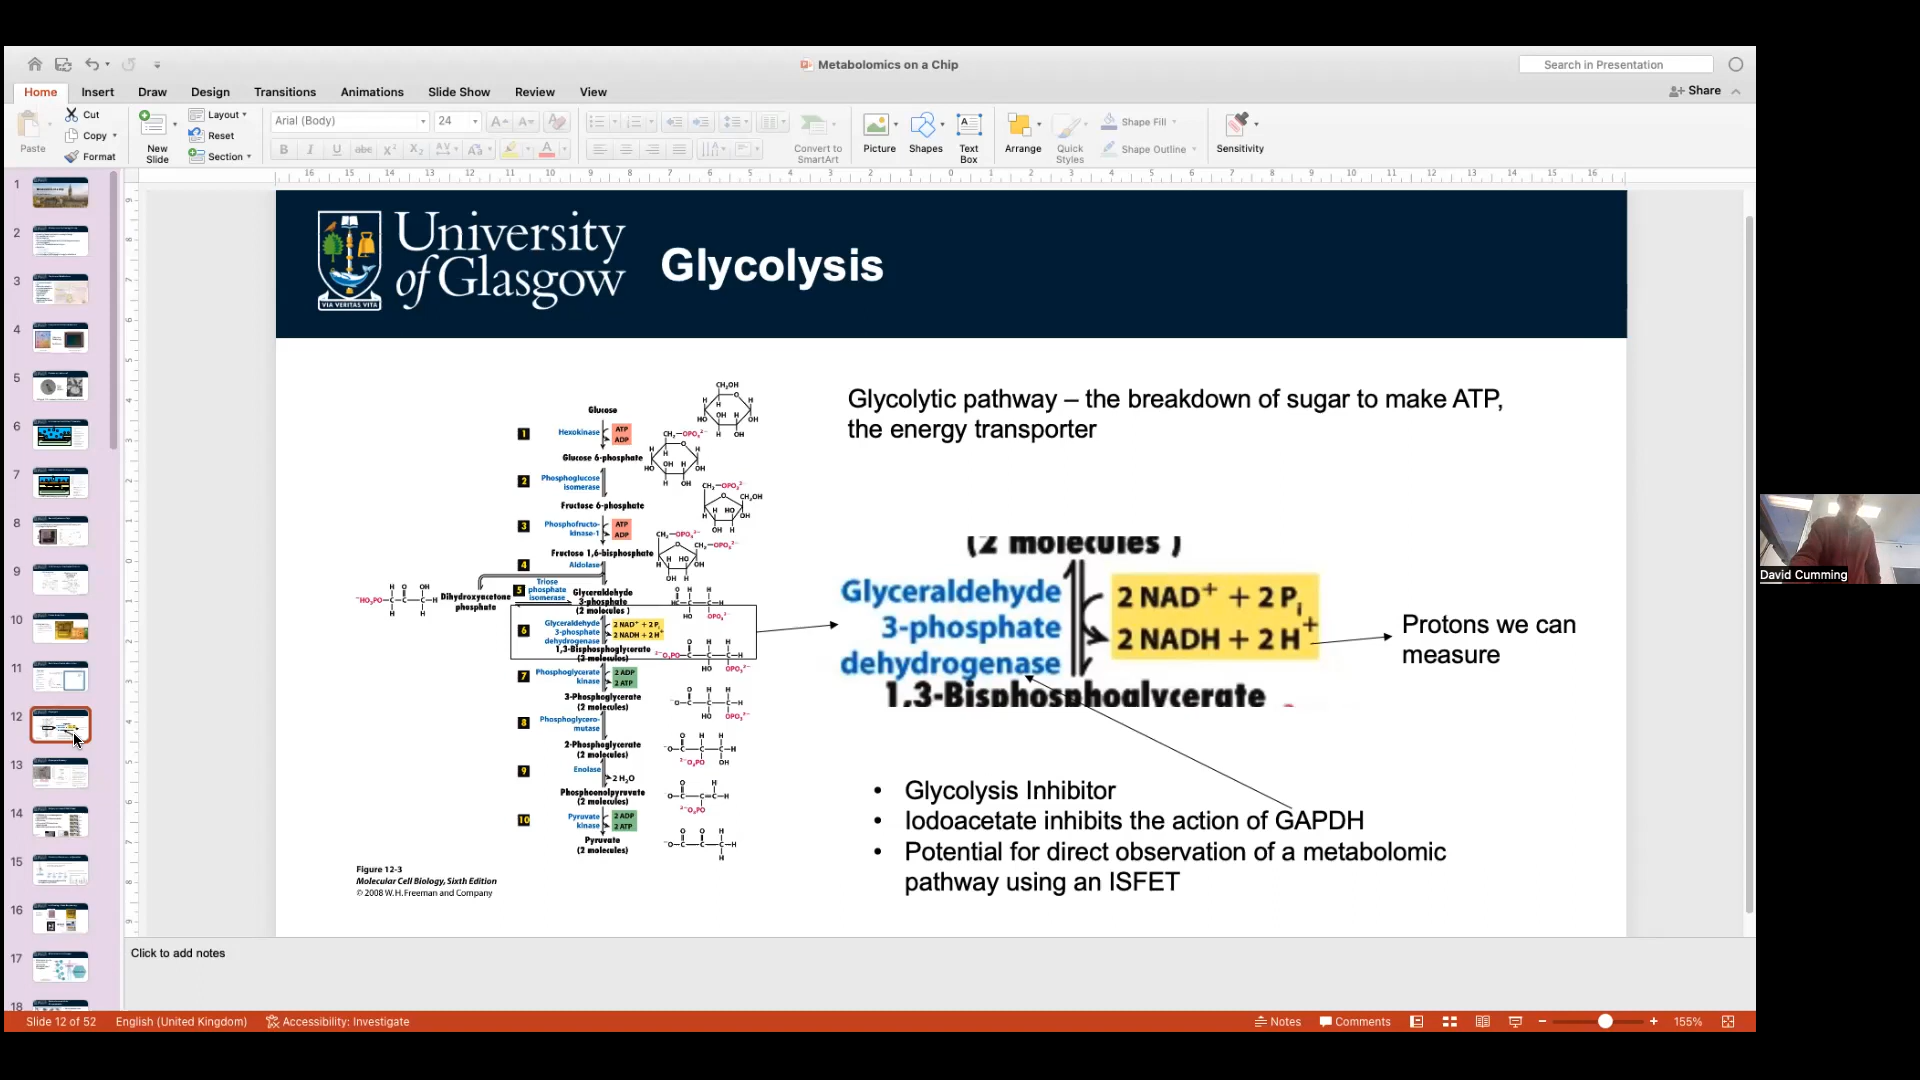 Metabolomics on a Chip
Search in Presentation
Home Insert Draw Design Transitions Animations Slide Show Review View
Share
Paste
Cut
Copy
Format
New Slide
Layout
Reset
Section
Arial (Body) 24
Convert to SmartArt
Picture
Shapes
Text Box
Arrange
Quick Styles
Shape Fill
Shape Outline
Sensitivity
University
of Glasgow
VIA VERITAS VITA
Glycolysis
Glycolytic pathway – the breakdown of sugar to make ATP,
the energy transporter
Glucose
1 Hexokinase ATP
ADP
Glucose 6-phosphate
2 Phosphoglucose
isomerase
Fructose 6-phosphate
3 Phosphofructo-
kinase-1
ATP
ADP
Fructose 1,6-bisphosphate
4 Aldolase
5 Triose
phosphate
isomerase
Dihydroxyacetone
phosphate
Glyceraldehyde
3-phosphate
(2 molecules)
6 Glyceraldehyde
3-phosphate
dehydrogenase
2 NAD+ + 2 Pi
2 NADH + 2 H+
1,3-Bisphosphoglycerate
(2 molecules)
7 Phosphoglycerate
kinase
2 ADP
2 ATP
3-Phosphoglycerate
(2 molecules)
8 Phosphoglycero-
mutase
2-Phosphoglycerate
(2 molecules)
9 Enolase
2 H2O
Phosphoenolpyruvate
(2 molecules)
10 Pyruvate
kinase
2 ADP
2 ATP
Pyruvate
(2 molecules)
Figure 12-3
Molecular Cell Biology, Sixth Edition
© 2008 W. H. Freeman and Company
(2 molecules )
Glyceraldehyde
3-phosphate
dehydrogenase
2 NAD+ + 2 Pi
2 NADH + 2 H+
1,3-Bisphosphoglycerate
Protons we can
measure
• Glycolysis Inhibitor
• Iodoacetate inhibits the action of GAPDH
• Potential for direct observation of a metabolomic
pathway using an ISFET
David Cumming
Click to add notes
Slide 12 of 52 English (United Kingdom) Accessibility: Investigate
Notes Comments 155%